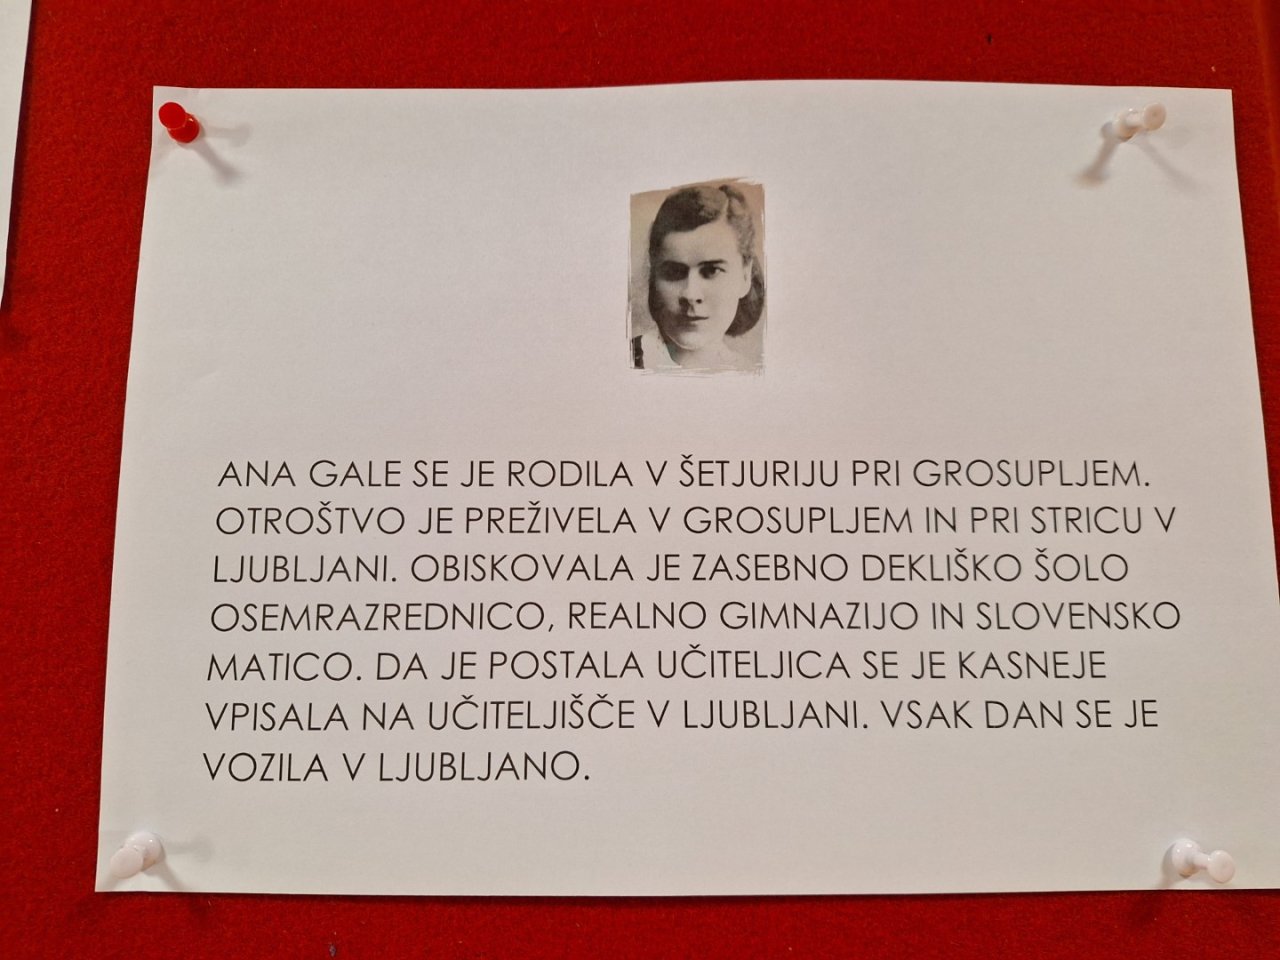 ANA GALE SE JE RODILA V ŠETJURIJU PRI GROSUPLJEM.
OTROŠTVO JE PREŽIVELA V GROSUPLJEM IN PRI STRICU V
LJUBLJANI. OBISKOVALA JE ZASEBNO DEKLIŠKO ŠOLO
OSEMRAZREDNICO, REALNO GIMNAZIJO IN SLOVENSKO
MATICO. DA JE POSTALA UČITELJICA SE JE KASNEJE
VPISALA NA UČITELJIŠČE V LJUBLJANI. VSAK DAN SE JE
VOZILA V LJUBLJANO.